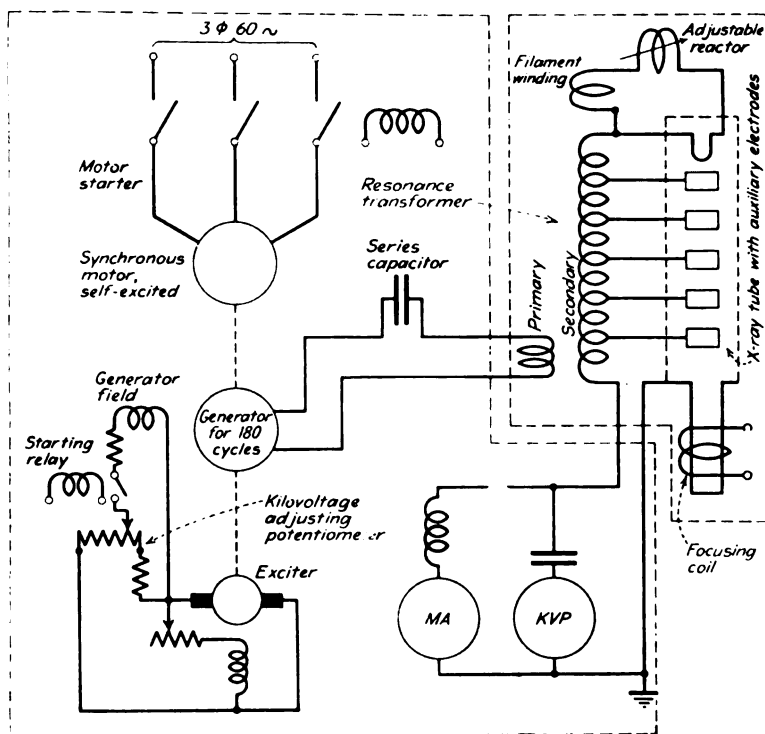 3 Φ 60 ~
Adjustable
reactor
Filament
winding
Motor
starter
Resonance
transformer
Synchronous
motor,
self-excited
Series
capacitor
Primary
Secondary
X-ray tube with auxiliary electrodes
Generator
field
Generator
for 180
cycles
Starting
relay
Kilovoltage
adjusting
potentiometer
Exciter
MA
KVP
Focusing
coil